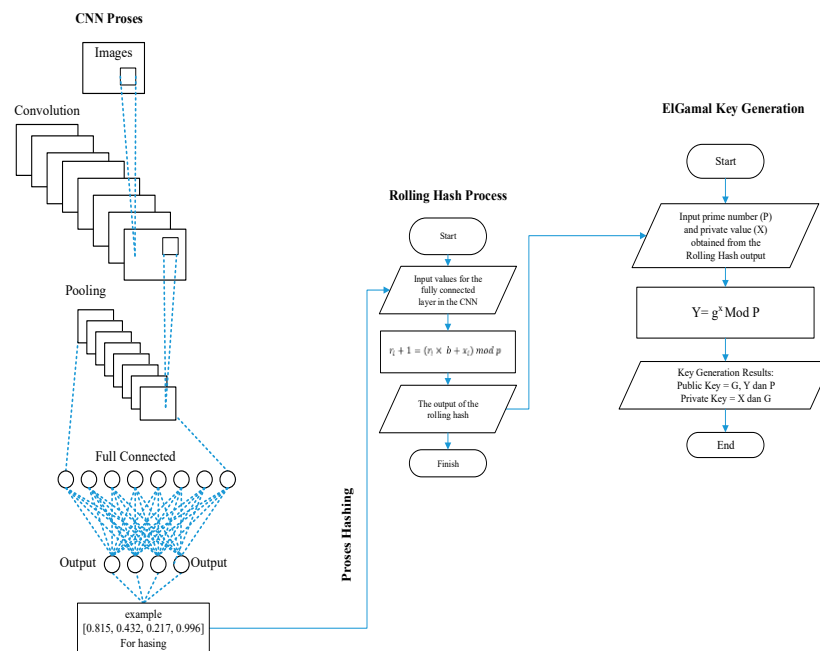 CNN Proses
Images
Convolution
Pooling
Full Connected
Output
Output
example
[0.815, 0.432, 0.217, 0.996]
For hasing
Proses Hashing
Rolling Hash Process
Start
Input values for the
fully connected
layer in the CNN
rᵢ + 1 = (rᵢ × b + xᵢ) mod p
The output of the
rolling hash
Finish
ElGamal Key Generation
Start
Input prime number (P)
and private value (X)
obtained from the
Rolling Hash output
Y= gˣ Mod P
Key Generation Results:
Public Key = G, Y dan P
Private Key = X dan G
End